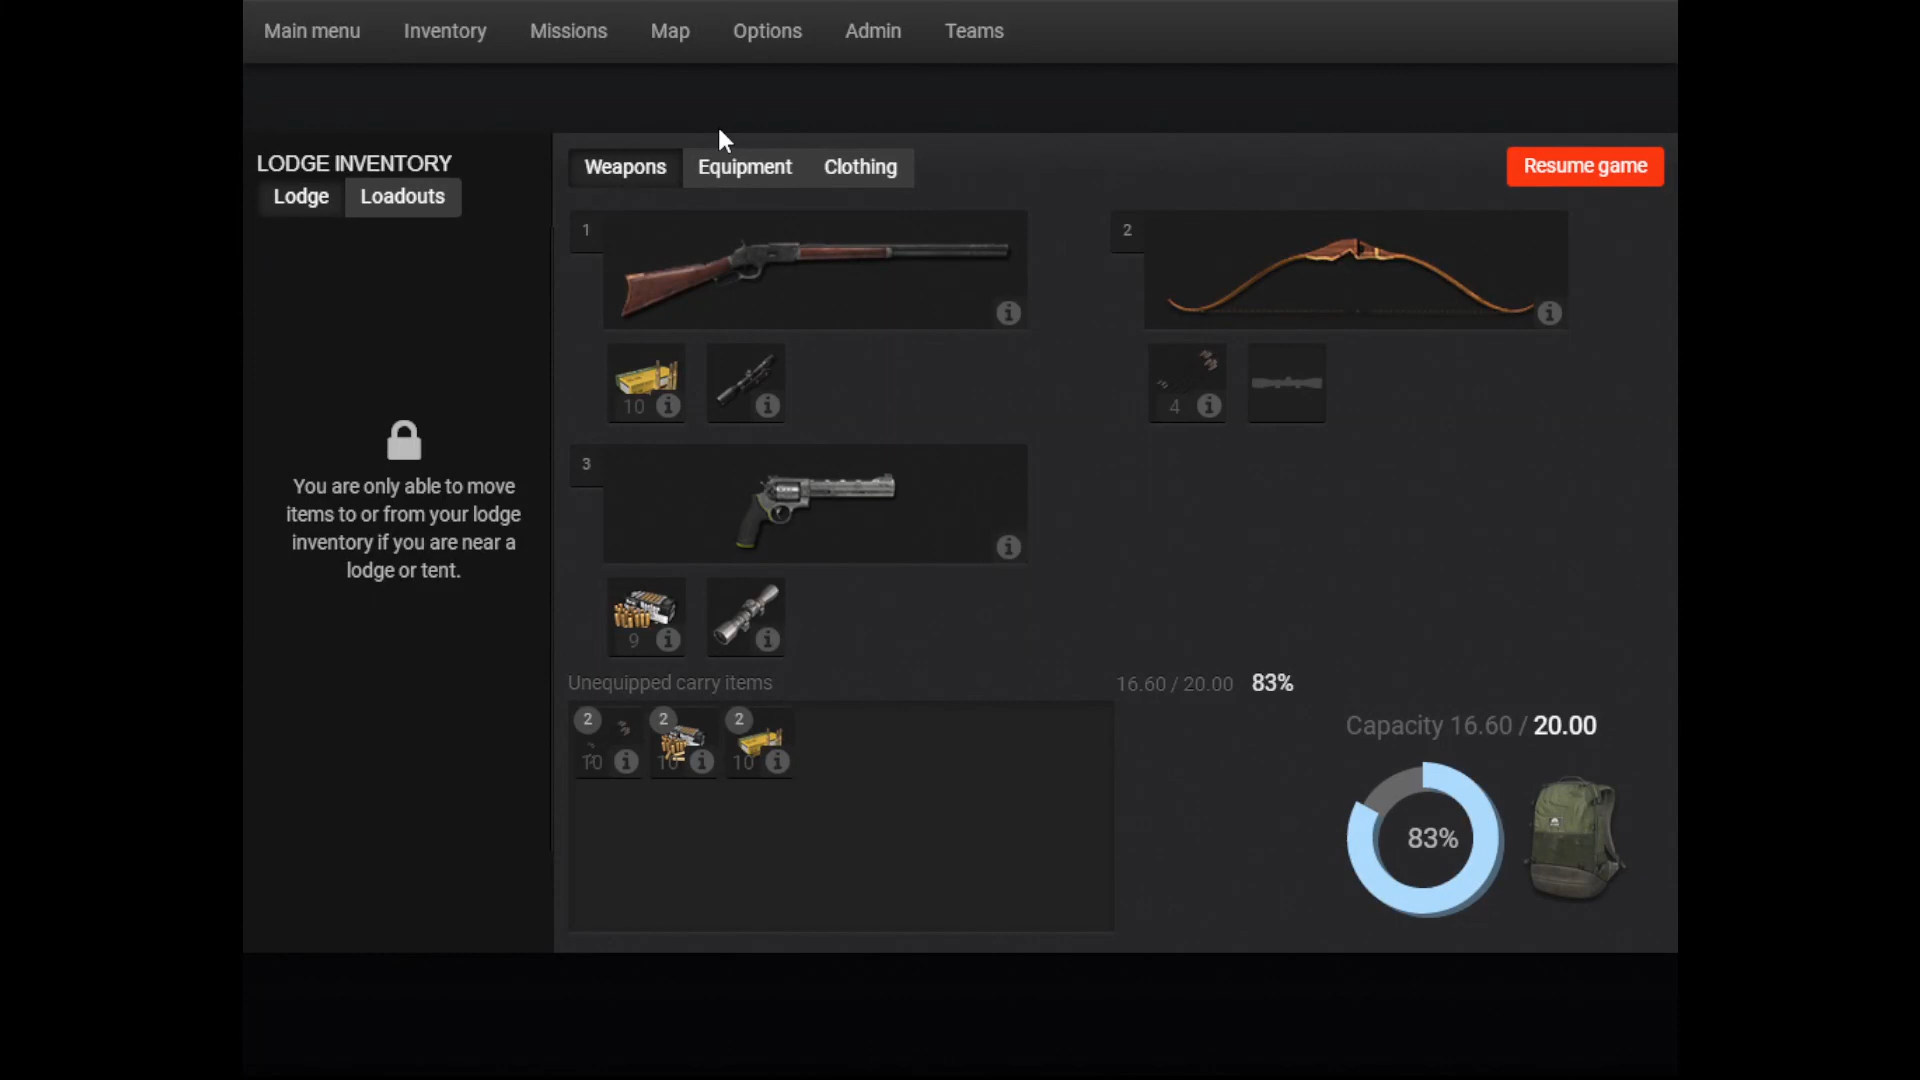 Main menu Inventory Missions Map Options Admin Teams
LODGE INVENTORY
Lodge Loadouts
Weapons Equipment Clothing
Resume game
1
2
10
4
You are only able to move
items to or from your lodge
inventory if you are near a
lodge or tent.
3
9
Unequipped carry items
16.60 / 20.00 83%
2 2 2
10 10 10
Capacity 16.60 / 20.00
83%